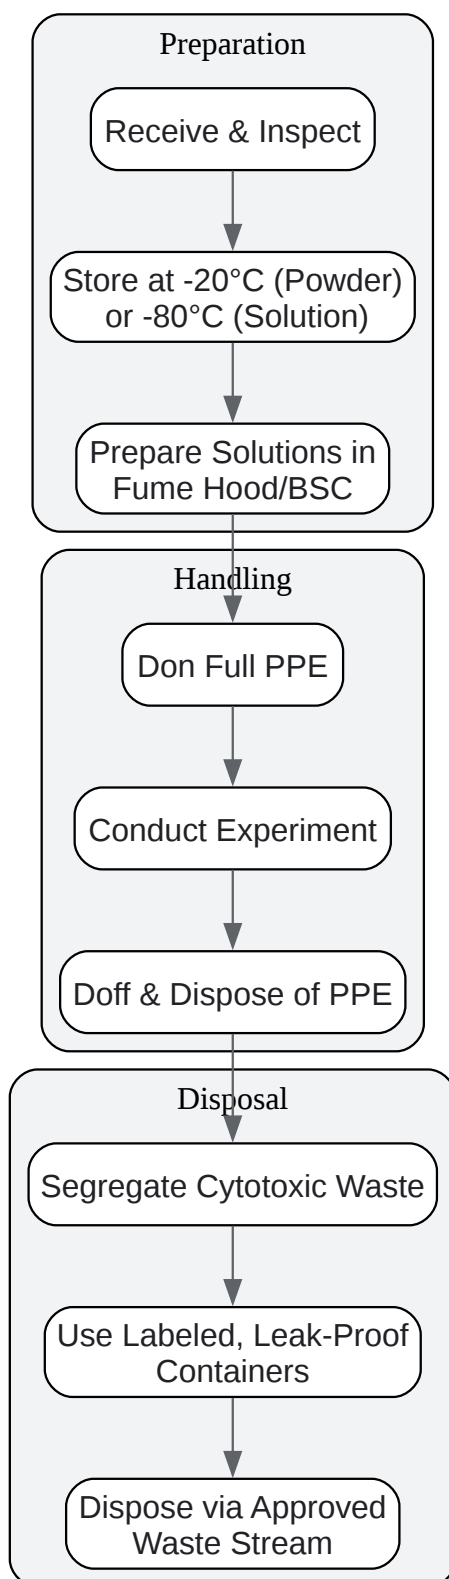 Preparation
Receive & Inspect
Store at -20°C (Powder)
or -80°C (Solution)
Prepare Solutions in
Fume Hood/BSC
Handling
Don Full PPE
Conduct Experiment
Doff & Dispose of PPE
Disposal
Segregate Cytotoxic Waste
Use Labeled, Leak-Proof
Containers
Dispose via Approved
Waste Stream